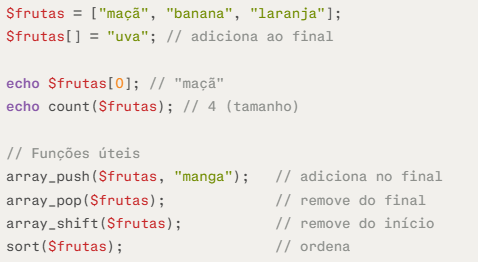 $frutas = ["maçã", "banana", "laranja"];
$frutas[] = "uva"; // adiciona ao final
echo $frutas[0]; // "maçã"
echo count($frutas); // 4 (tamanho)
// Funções úteis
array_push($frutas, "manga"); // adiciona no final
array_pop($frutas); // remove do final
array_shift($frutas); // remove do início
sort($frutas); // ordena